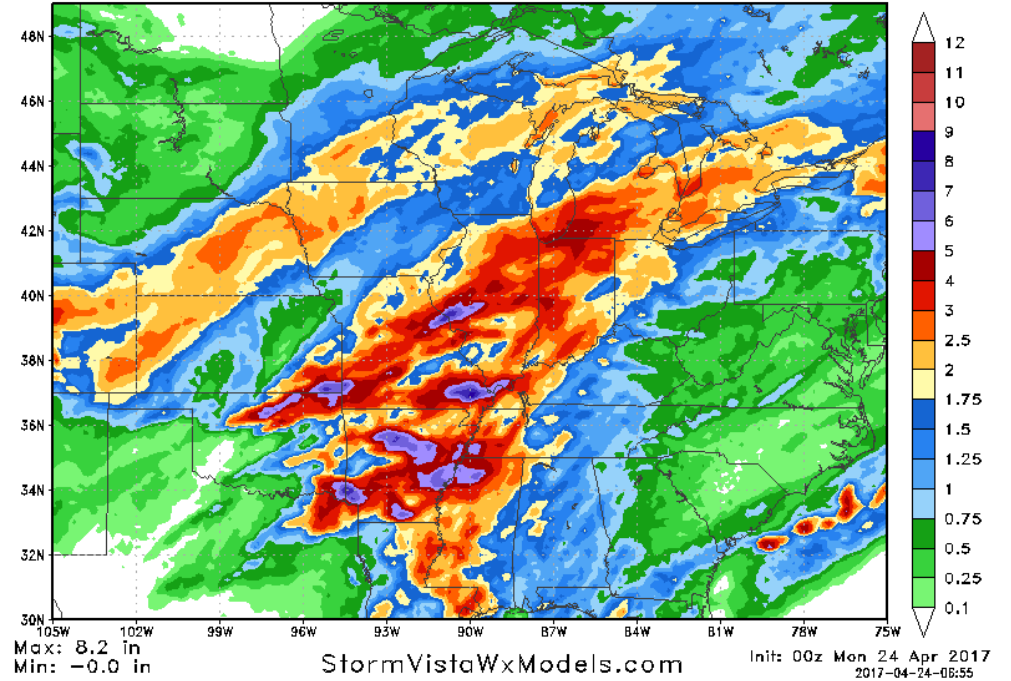 48N
46N
44N
42N
40N
38N
36N
34N
32N
30N
105W 102W 99W 96W 93W 90W 87W 84W 81W 78W 75W
12
11
10
9
8
7
6
5
4
3
2.5
2
1.75
1.5
1.25
1
0.75
0.5
0.25
0.1
Max: 8.2 in
Min: -0.0 in
StormVistaWxModels.com
Init: 00z Mon 24 Apr 2017
2017-04-24-06:55